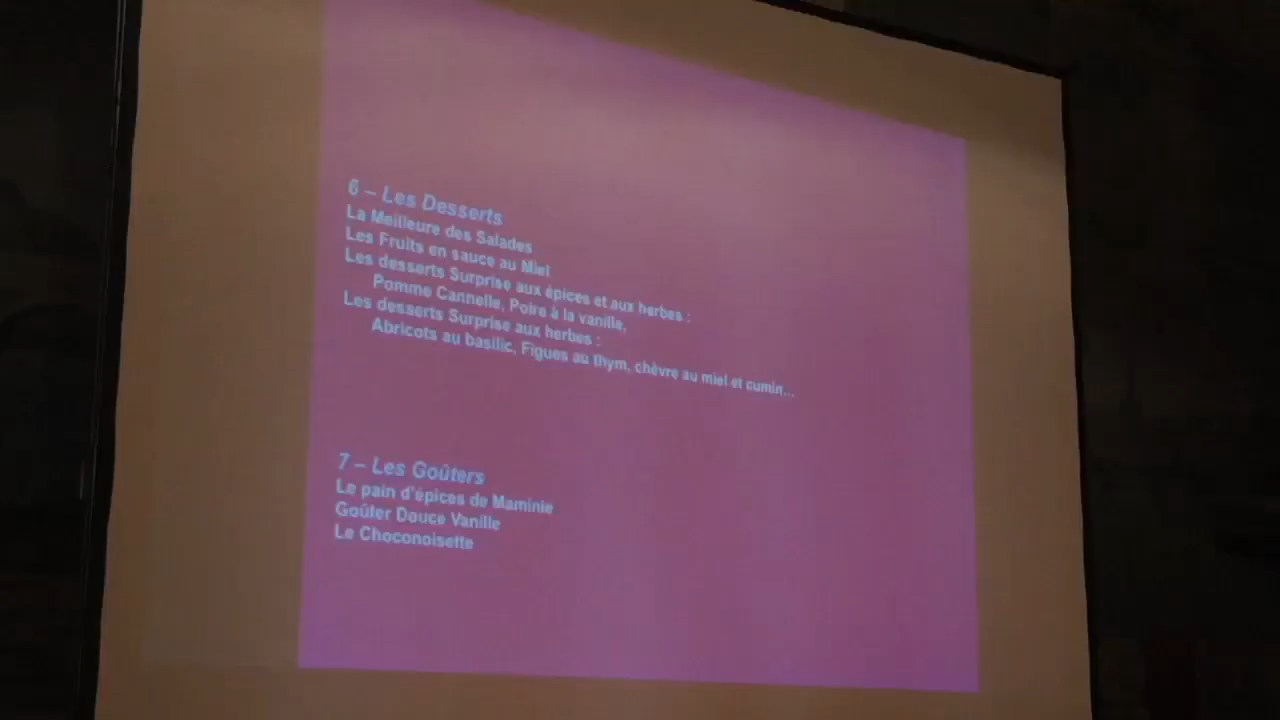 6 – Les Desserts
La Meilleure des Salades
Les Fruits en sauce au Miel
Les desserts Surprise aux épices et aux herbes :
Pomme Cannelle, Poire à la vanille,
Les desserts Surprise aux herbes :
Abricots au basilic, Figues au thym, chèvre au miel et cumin...
7 – Les Goûters
Le pain d'épices de Maminie
Goûter Douce Vanille
Le Choconoisette